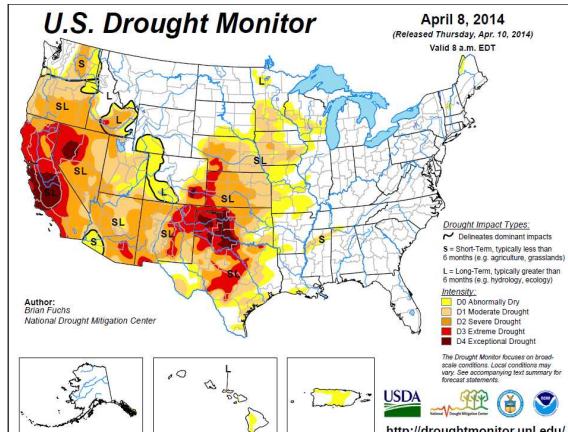 U.S. Drought Monitor
April 8, 2014
(Released Thursday, Apr. 10, 2014)
Valid 8 a.m. EDT
S
L
SL
L
L
SL
SL
SL
L
SL
SL
S
SL
SL
SL
S
Drought Impact Types:
Delineates dominant impacts
S = Short-Term, typically less than
6 months (e.g. agriculture, grasslands)
L = Long-Term, typically greater than
6 months (e.g. hydrology, ecology)
Intensity:
D0 Abnormally Dry
D1 Moderate Drought
D2 Severe Drought
D3 Extreme Drought
D4 Exceptional Drought
Author:
Brian Fuchs
National Drought Mitigation Center
The Drought Monitor focuses on broad-
scale conditions. Local conditions may
vary. See accompanying text summary for
forecast statements.
L
USDA
National Drought Mitigation Center
http://droughtmonitor.unl.edu/